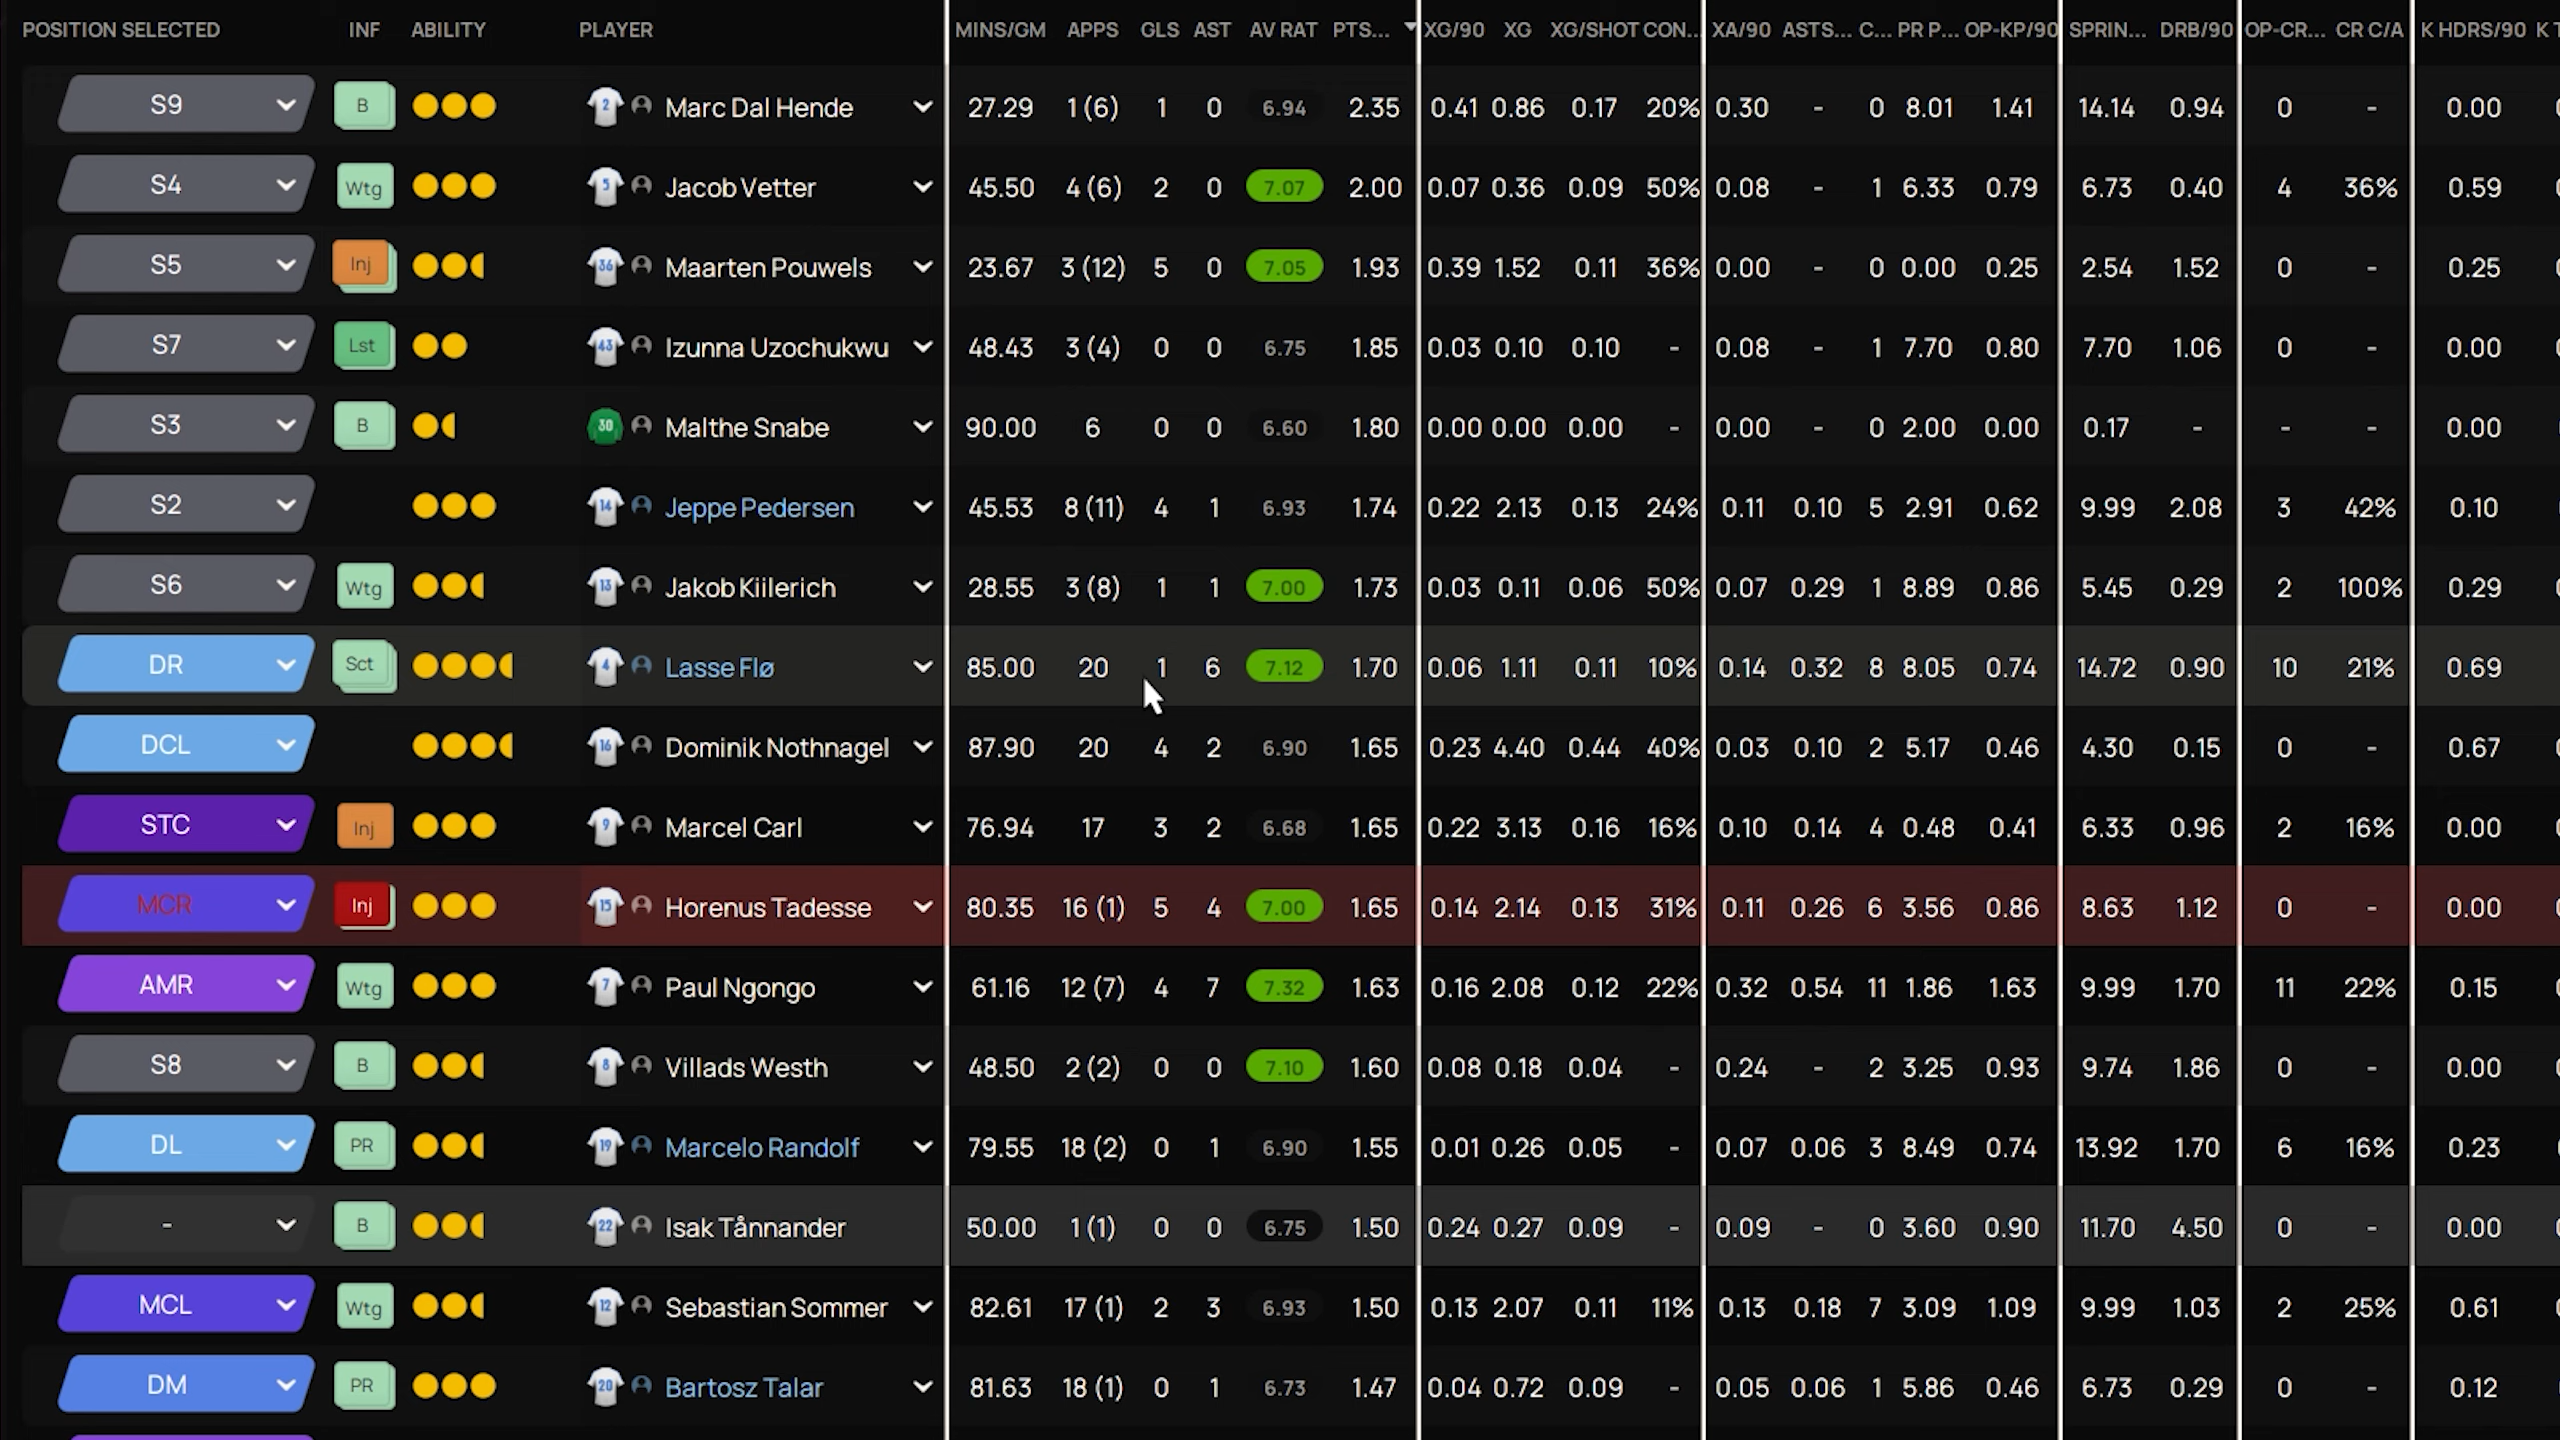 POSITION SELECTED INF ABILITY PLAYER MINS/GM APPS GLS AST AV RAT PTS... XG/90 XG XG/SHOT CON... XA/90 ASTS... C... PR P... OP-KP/90 SPRIN... DRB/90 OP-CR... CR C/A K HDRS/90 K T
S9 B 2 Marc Dal Hende 27.29 1 (6) 1 0 6.94 2.35 0.41 0.86 0.17 20% 0.30 - 0 8.01 1.41 14.14 0.94 0 - 0.00
S4 Wtg 5 Jacob Vetter 45.50 4 (6) 2 0 7.07 2.00 0.07 0.36 0.09 50% 0.08 - 1 6.33 0.79 6.73 0.40 4 36% 0.59
S5 Inj 36 Maarten Pouwels 23.67 3 (12) 5 0 7.05 1.93 0.39 1.52 0.11 36% 0.00 - 0 0.00 0.25 2.54 1.52 0 - 0.25
S7 Lst 43 Izunna Uzochukwu 48.43 3 (4) 0 0 6.75 1.85 0.03 0.10 0.10 - 0.08 - 1 7.70 0.80 7.70 1.06 0 - 0.00
S3 B 30 Malthe Snabe 90.00 6 0 0 6.60 1.80 0.00 0.00 0.00 - 0.00 - 0 2.00 0.00 0.17 - - - 0.00
S2 14 Jeppe Pedersen 45.53 8 (11) 4 1 6.93 1.74 0.22 2.13 0.13 24% 0.11 0.10 5 2.91 0.62 9.99 2.08 3 42% 0.10
S6 Wtg 13 Jakob Kiilerich 28.55 3 (8) 1 1 7.00 1.73 0.03 0.11 0.06 50% 0.07 0.29 1 8.89 0.86 5.45 0.29 2 100% 0.29
DR Sct 4 Lasse Flø 85.00 20 1 6 7.12 1.70 0.06 1.11 0.11 10% 0.14 0.32 8 8.05 0.74 14.72 0.90 10 21% 0.69
DCL 16 Dominik Nothnagel 87.90 20 4 2 6.90 1.65 0.23 4.40 0.44 40% 0.03 0.10 2 5.17 0.46 4.30 0.15 0 - 0.67
STC Inj 9 Marcel Carl 76.94 17 3 2 6.68 1.65 0.22 3.13 0.16 16% 0.10 0.14 4 0.48 0.41 6.33 0.96 2 16% 0.00
MCR Inj 15 Horenus Tadesse 80.35 16 (1) 5 4 7.00 1.65 0.14 2.14 0.13 31% 0.11 0.26 6 3.56 0.86 8.63 1.12 0 - 0.00
AMR Wtg 7 Paul Ngongo 61.16 12 (7) 4 7 7.32 1.63 0.16 2.08 0.12 22% 0.32 0.54 11 1.86 1.63 9.99 1.70 11 22% 0.15
S8 B 8 Villads Westh 48.50 2 (2) 0 0 7.10 1.60 0.08 0.18 0.04 - 0.24 - 2 3.25 0.93 9.74 1.86 0 - 0.00
DL PR 19 Marcelo Randolf 79.55 18 (2) 0 1 6.90 1.55 0.01 0.26 0.05 - 0.07 0.06 3 8.49 0.74 13.92 1.70 6 16% 0.23
- B 22 Isak Tånnander 50.00 1 (1) 0 0 6.75 1.50 0.24 0.27 0.09 - 0.09 - 0 3.60 0.90 11.70 4.50 0 - 0.00
MCL Wtg 12 Sebastian Sommer 82.61 17 (1) 2 3 6.93 1.50 0.13 2.07 0.11 11% 0.13 0.18 7 3.09 1.09 9.99 1.03 2 25% 0.61
DM PR 20 Bartosz Talar 81.63 18 (1) 0 1 6.73 1.47 0.04 0.72 0.09 - 0.05 0.06 1 5.86 0.46 6.73 0.29 0 - 0.12